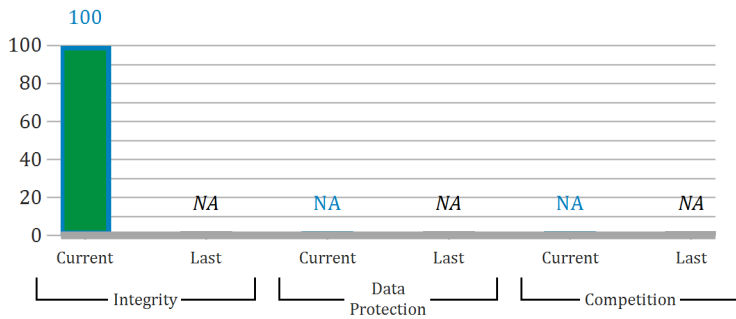 100
100
80
60
40
20
0
NA NA NA NA NA
Current Last Current Last Current Last
Integrity Data Protection Competition